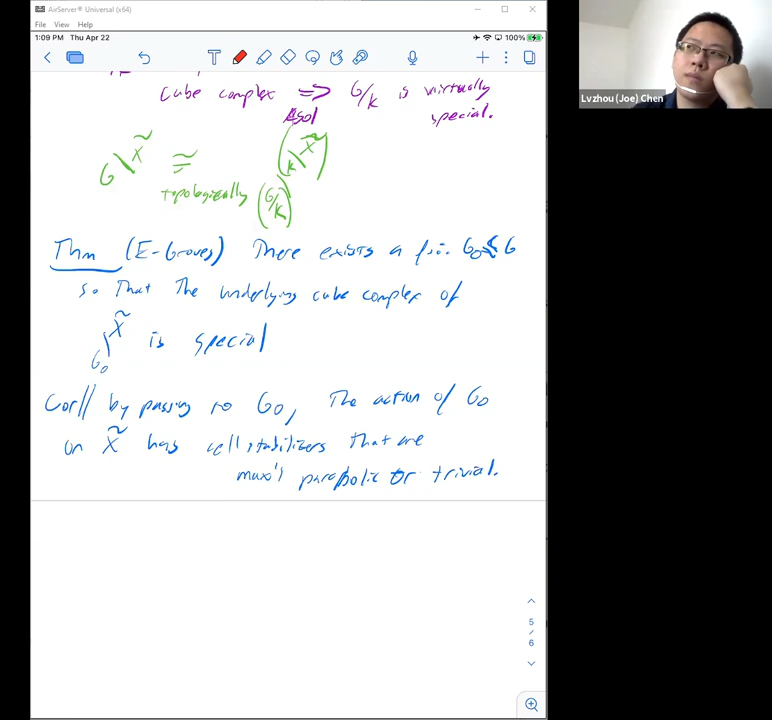 AirServer® Universal (x64)
File Edit View Help
1:09 PM Thu Apr 22
100%
cube complex ⇒ G/K is virtually
special.
G\X̃ ≅ (G/K)\(K\X̃)
topologically
Thm (E-Groves) There exists a f.i. G₀ ≤ G
so that the underlying cube complex of
G₀\X̃ is special
Cor// by passing to G₀, The action of G₀
on X̃ has cell stabilizers that are
max'l parabolic or trivial.
5
/
6
Lvzhou (Joe) Chen